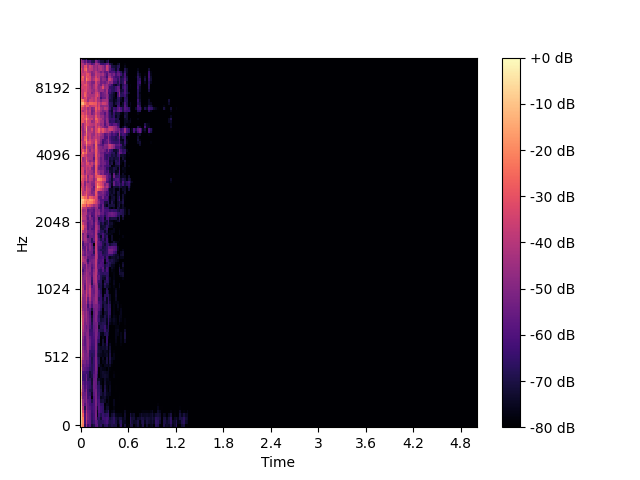 +0 dB
8192
-10 dB
-20 dB
4096
-30 dB
2048
Hz
-40 dB
1024
-50 dB
-60 dB
512
-70 dB
0
-80 dB
0 0.6 1.2 1.8 2.4 3 3.6 4.2 4.8
Time